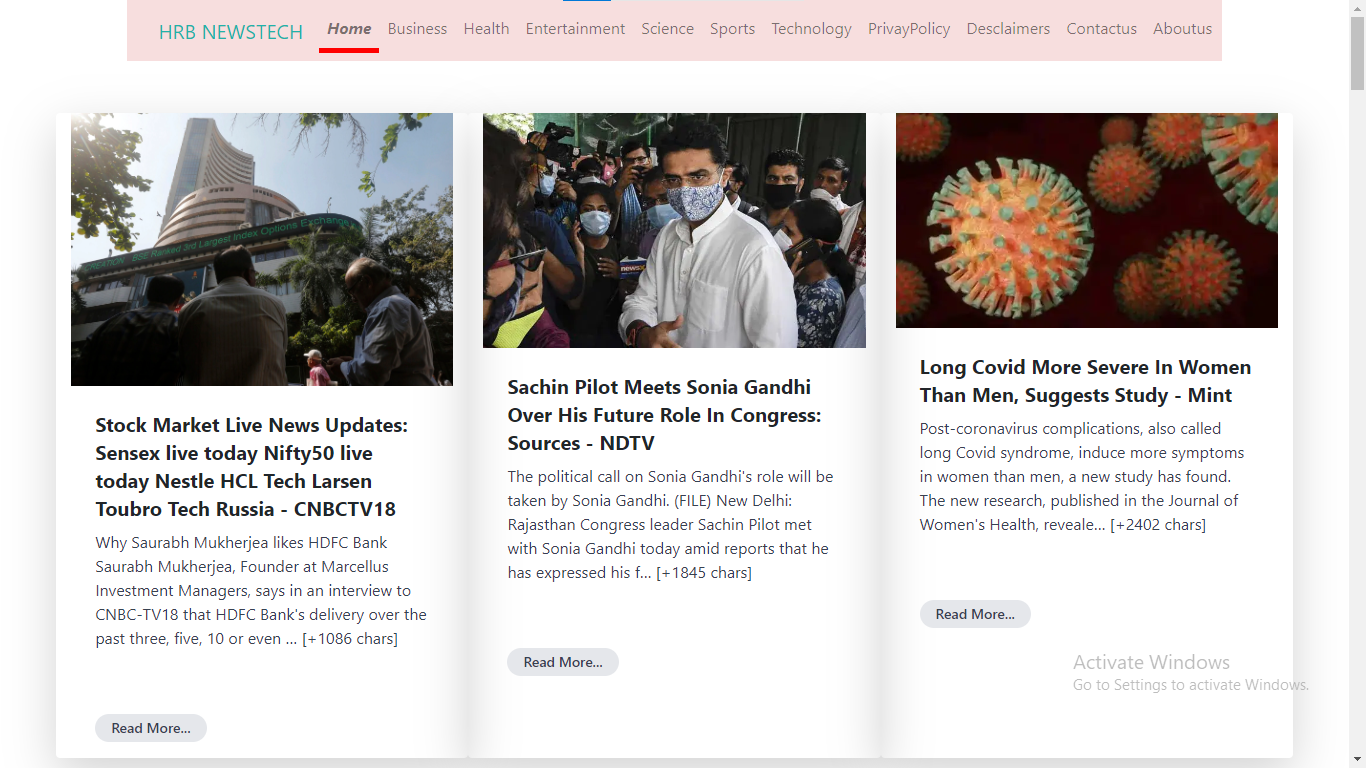 HRB NEWSTECH Home Business Health Entertainment Science Sports Technology PrivayPolicy Desclaimers Contactus Aboutus
CREATION BSE Ranked 3rd Largest Index Options Exchange
Stock Market Live News Updates:
Sensex live today Nifty50 live
today Nestle HCL Tech Larsen
Toubro Tech Russia - CNBCTV18
Why Saurabh Mukherjea likes HDFC Bank
Saurabh Mukherjea, Founder at Marcellus
Investment Managers, says in an interview to
CNBC-TV18 that HDFC Bank's delivery over the
past three, five, 10 or even … [+1086 chars]
Read More...
news
Sachin Pilot Meets Sonia Gandhi
Over His Future Role In Congress:
Sources - NDTV
The political call on Sonia Gandhi's role will be
taken by Sonia Gandhi. (FILE) New Delhi:
Rajasthan Congress leader Sachin Pilot met
with Sonia Gandhi today amid reports that he
has expressed his f… [+1845 chars]
Read More...
Long Covid More Severe In Women
Than Men, Suggests Study - Mint
Post-coronavirus complications, also called
long Covid syndrome, induce more symptoms
in women than men, a new study has found.
The new research, published in the Journal of
Women's Health, reveale… [+2402 chars]
Read More...
Activate Windows
Go to Settings to activate Windows.